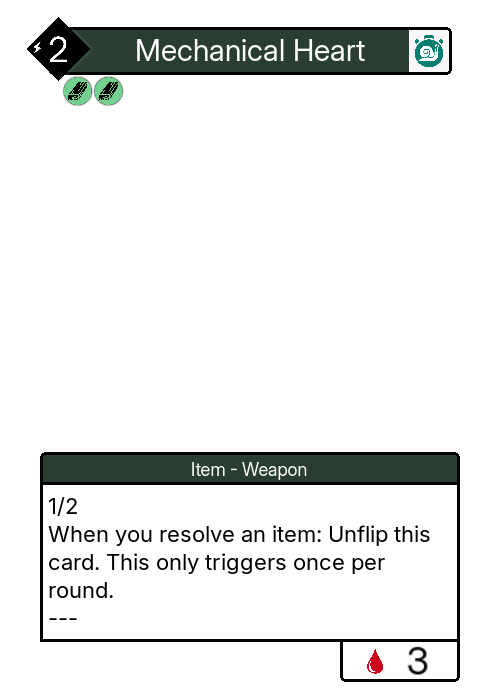 2
Mechanical Heart
Item - Weapon
1/2
When you resolve an item: Unflip this
card. This only triggers once per
round.
---
3